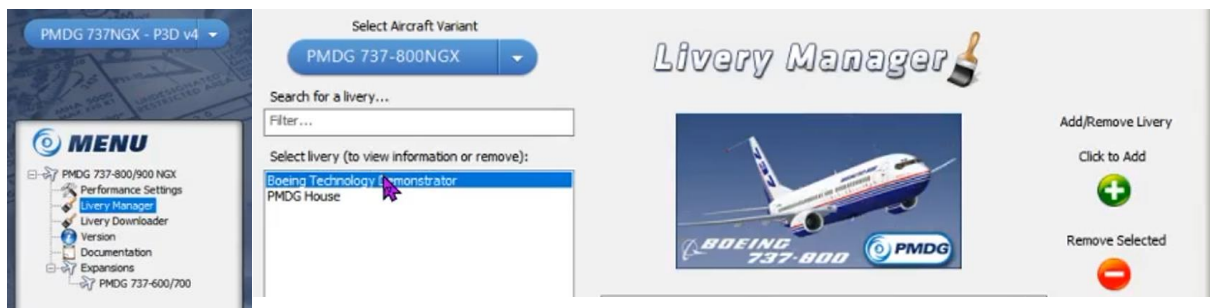 PMDG 737NGX - P3D v4
MENU
PMDG 737-800/900 NGX
Performance Settings
Livery Manager
Livery Downloader
Version
Documentation
Expansions
PMDG 737-600/700
Select Aircraft Variant
PMDG 737-800NGX
Search for a livery...
Filter...
Select livery (to view information or remove):
Boeing Technology Demonstrator
PMDG House
Livery Manager
737
BOEING
737-800
PMDG
Add/Remove Livery
Click to Add
Remove Selected